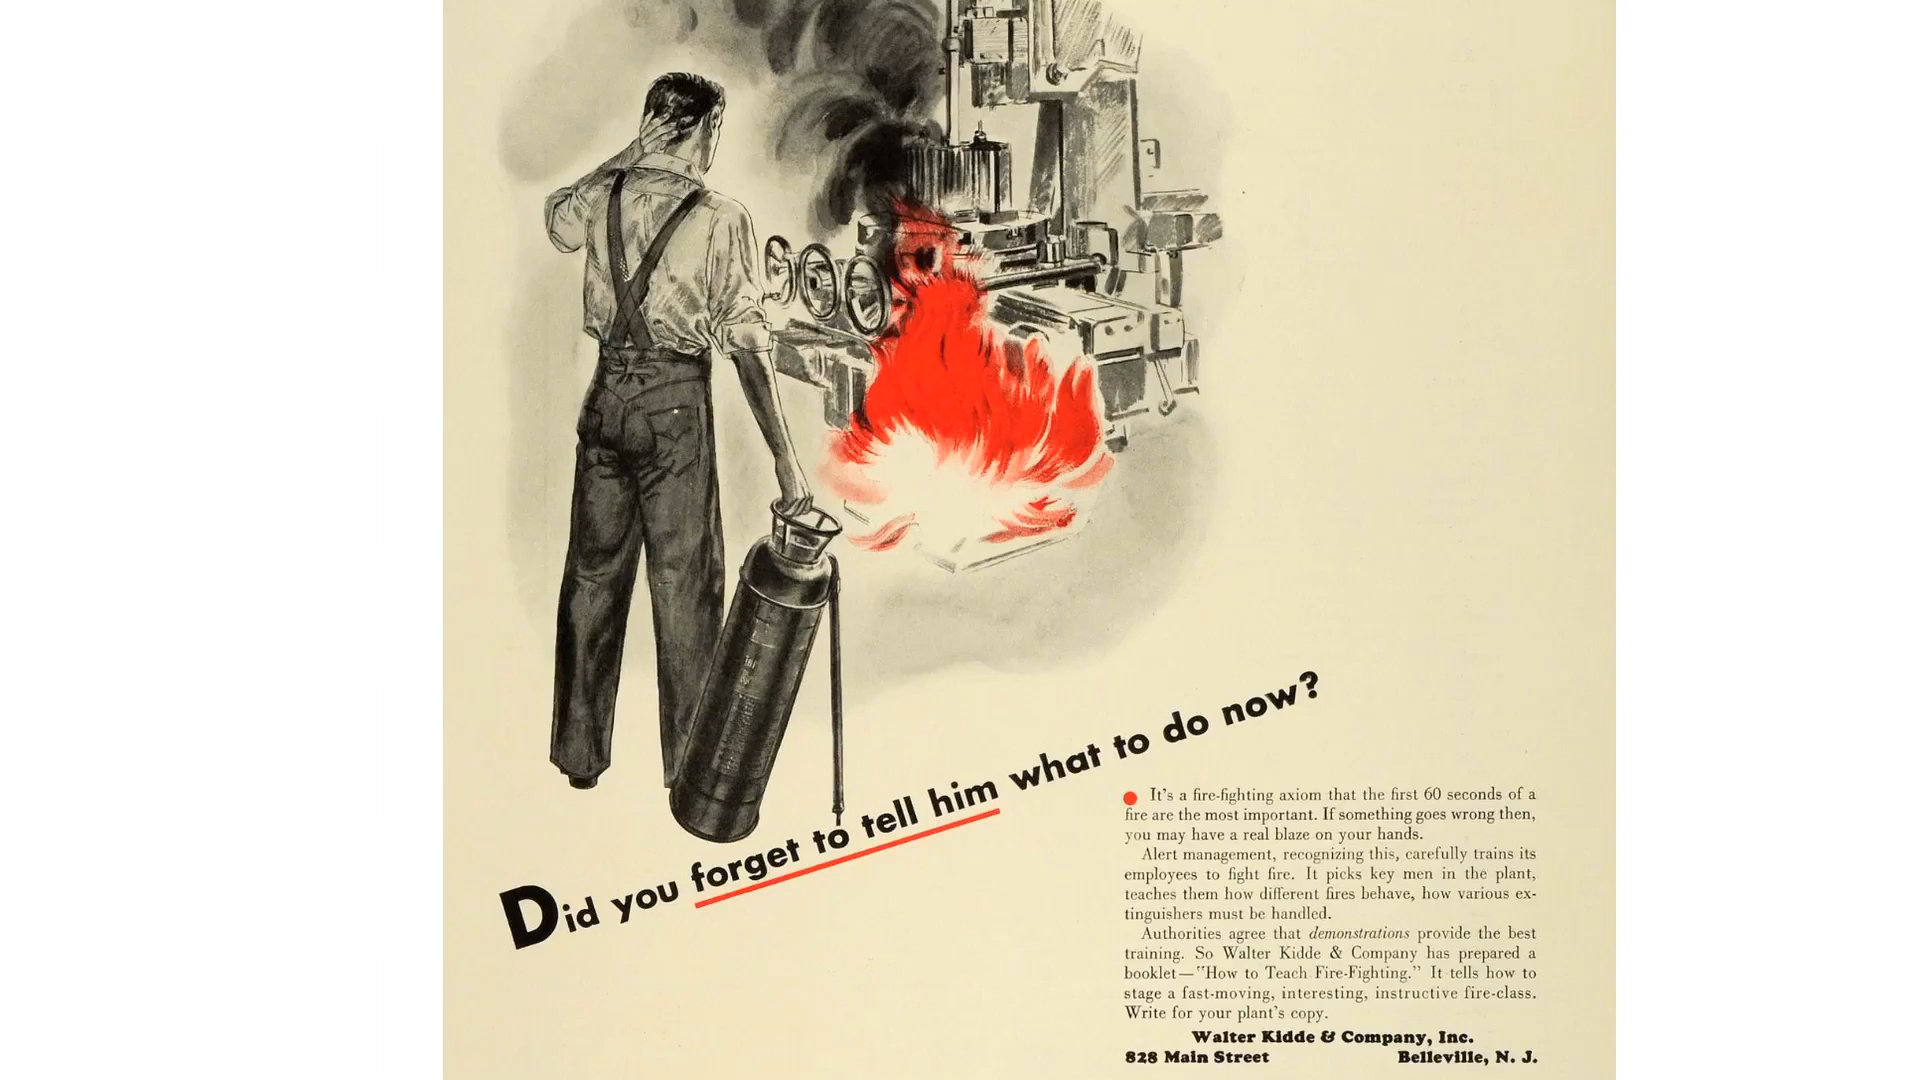 Did you forget to tell him what to do now?
It's a fire-fighting axiom that the first 60 seconds of a
fire are the most important. If something goes wrong then,
you may have a real blaze on your hands.
Alert management, recognizing this, carefully trains its
employees to fight fire. It picks key men in the plant,
teaches them how different fires behave, how various ex-
tinguishers must be handled.
Authorities agree that demonstrations provide the best
training. So Walter Kidde & Company has prepared a
booklet—"How to Teach Fire-Fighting." It tells how to
stage a fast-moving, interesting, instructive fire-class.
Write for your plant's copy.
Walter Kidde & Company, Inc.
828 Main Street Belleville, N. J.